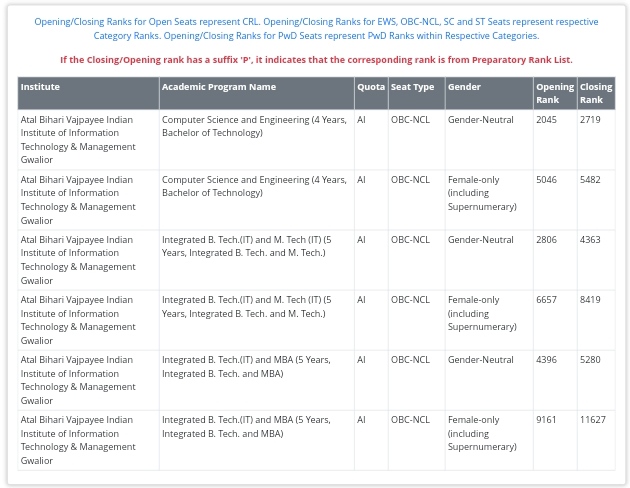 Opening/Closing Ranks for Open Seats represent CRL. Opening/Closing Ranks for EWS, OBC-NCL, SC and ST Seats represent respective
Category Ranks. Opening/Closing Ranks for PwD Seats represent PwD Ranks within Respective Categories.
If the Closing/Opening rank has a suffix 'P', it indicates that the corresponding rank is from Preparatory Rank List.
Institute Academic Program Name Quota Seat Type Gender Opening Closing
Rank Rank
Atal Bihari Vajpayee Indian Computer Science and Engineering (4 Years, AI OBC-NCL Gender-Neutral 2045 2719
Institute of Information Bachelor of Technology)
Technology & Management
Gwalior
Atal Bihari Vajpayee Indian Computer Science and Engineering (4 Years, AI OBC-NCL Female-only 5046 5482
Institute of Information Bachelor of Technology) (including
Technology & Management Supernumerary)
Gwalior
Atal Bihari Vajpayee Indian Integrated B. Tech.(IT) and M. Tech (IT) (5 AI OBC-NCL Gender-Neutral 2806 4363
Institute of Information Years, Integrated B. Tech. and M. Tech.)
Technology & Management
Gwalior
Atal Bihari Vajpayee Indian Integrated B. Tech.(IT) and M. Tech (IT) (5 AI OBC-NCL Female-only 6657 8419
Institute of Information Years, Integrated B. Tech. and M. Tech.) (including
Technology & Management Supernumerary)
Gwalior
Atal Bihari Vajpayee Indian Integrated B. Tech.(IT) and MBA (5 Years, AI OBC-NCL Gender-Neutral 4396 5280
Institute of Information Integrated B. Tech. and MBA)
Technology & Management
Gwalior
Atal Bihari Vajpayee Indian Integrated B. Tech.(IT) and MBA (5 Years, AI OBC-NCL Female-only 9161 11627
Institute of Information Integrated B. Tech. and MBA) (including
Technology & Management Supernumerary)
Gwalior